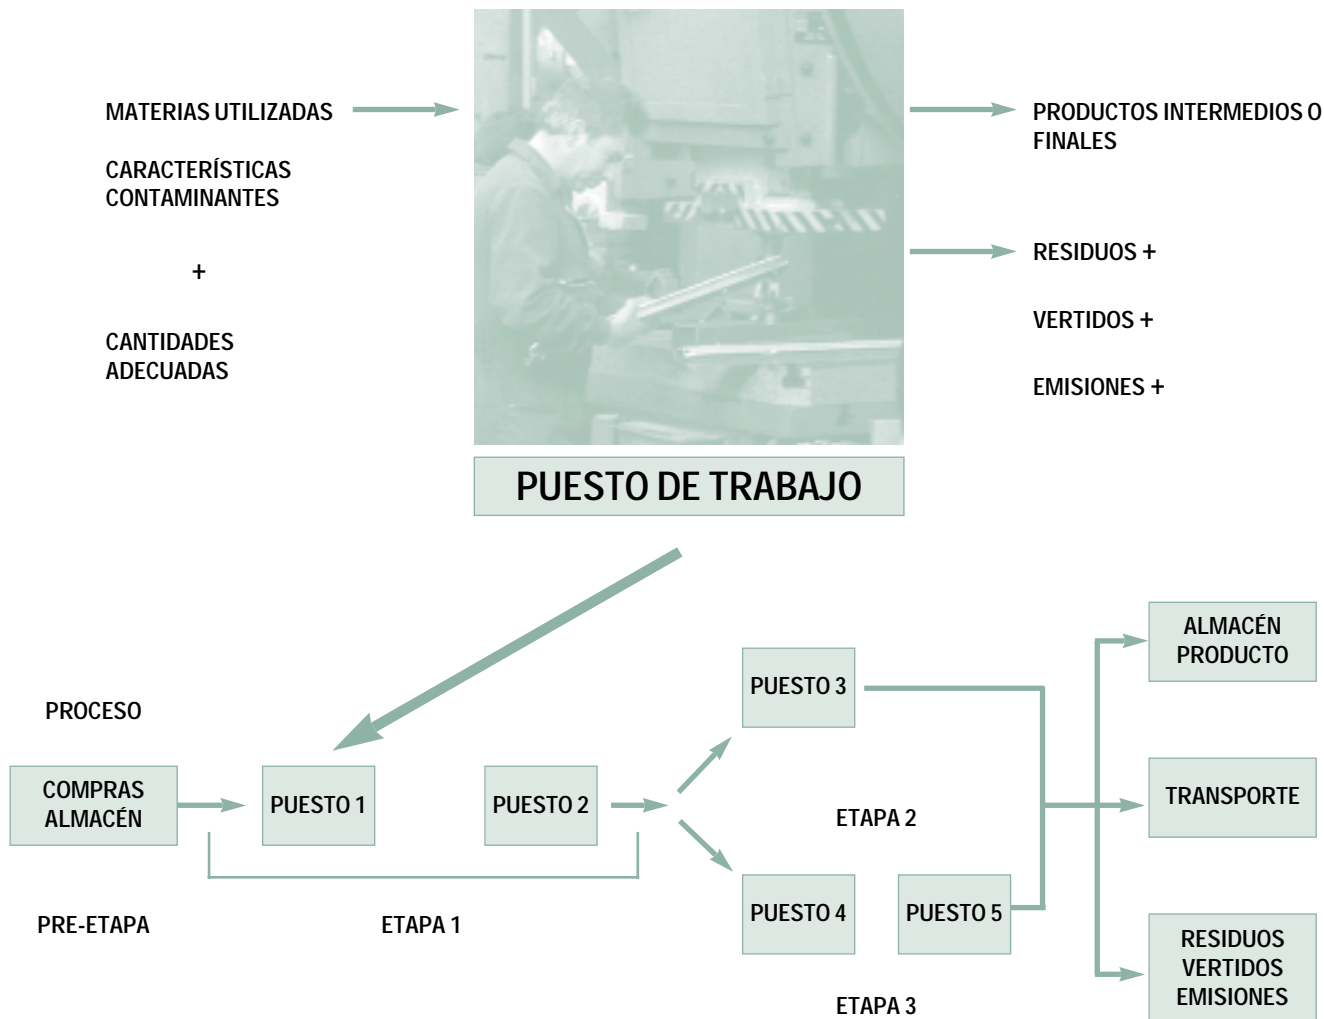 MATERIAS UTILIZADAS
CARACTERÍSTICAS
CONTAMINANTES
+
CANTIDADES
ADECUADAS
PRODUCTOS INTERMEDIOS O
FINALES
RESIDUOS +
VERTIDOS +
EMISIONES +
PUESTO DE TRABAJO
PROCESO
COMPRAS
ALMACÉN
PRE-ETAPA
PUESTO 1
PUESTO 2
ETAPA 1
PUESTO 3
ETAPA 2
PUESTO 4
PUESTO 5
ETAPA 3
ALMACÉN
PRODUCTO
TRANSPORTE
RESIDUOS
VERTIDOS
EMISIONES